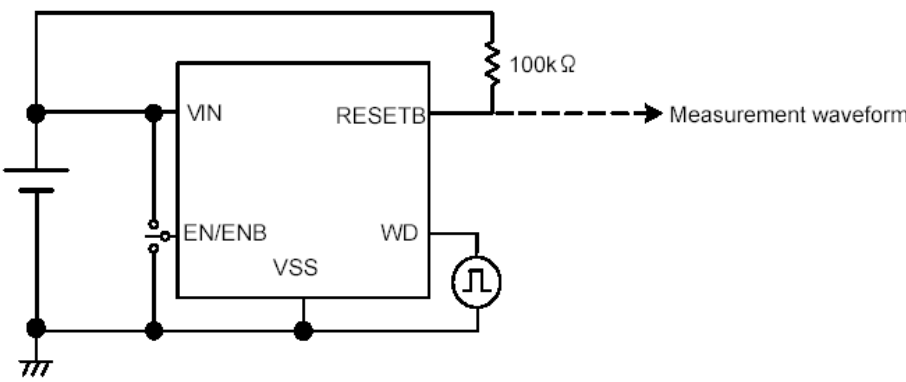 100kΩ
VIN
RESETB
Measurement waveform
EN/ENB
WD
VSS